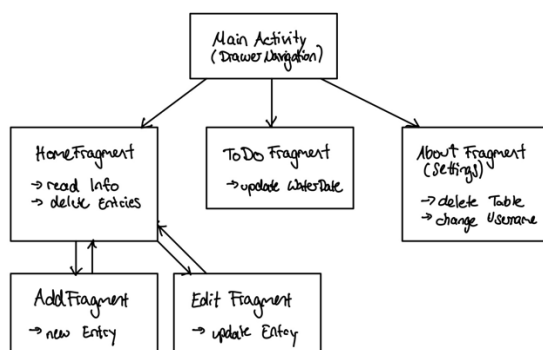 Main Activity
(Drawer Navigation)
HomeFragment
→ read Info
→ delete Entries
ToDo Fragment
→ update WaterDate
About Fragment
(Settings)
→ delete Table
→ change Username
AddFragment
→ new Entry
Edit Fragment
→ update Entry